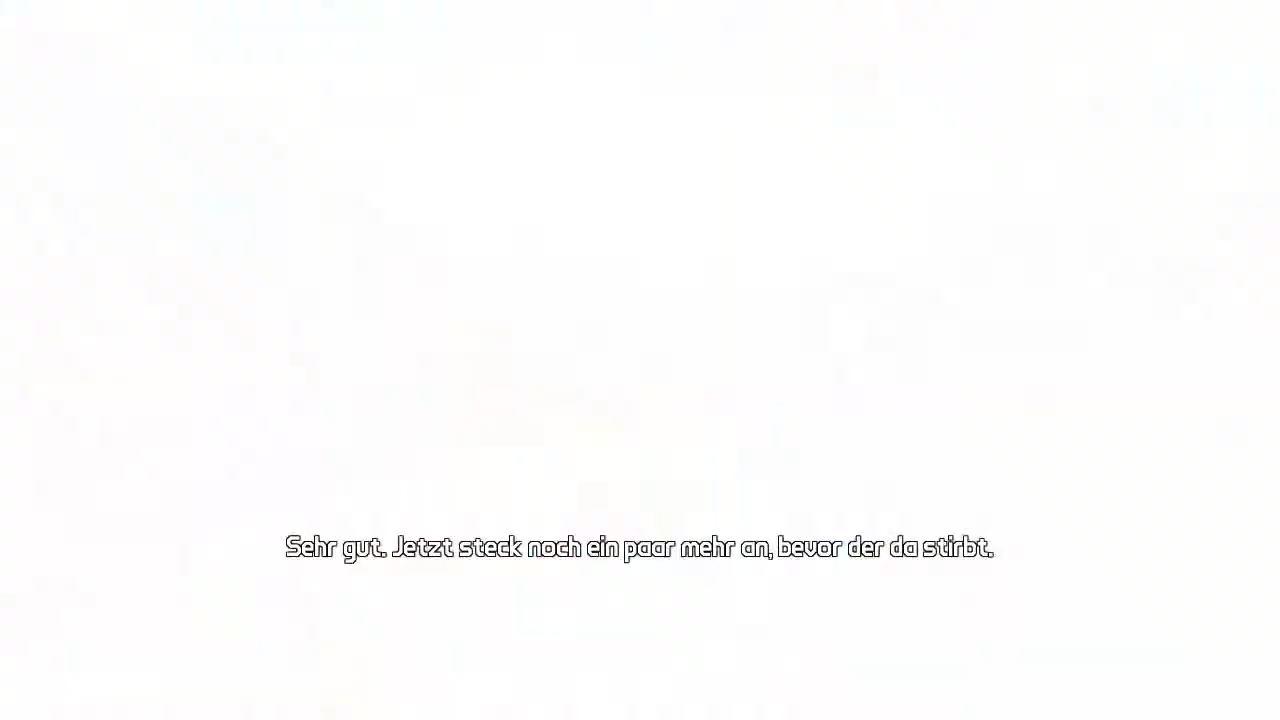 Sehr gut. Jetzt steck noch ein paar mehr an, bevor der da stirbt.